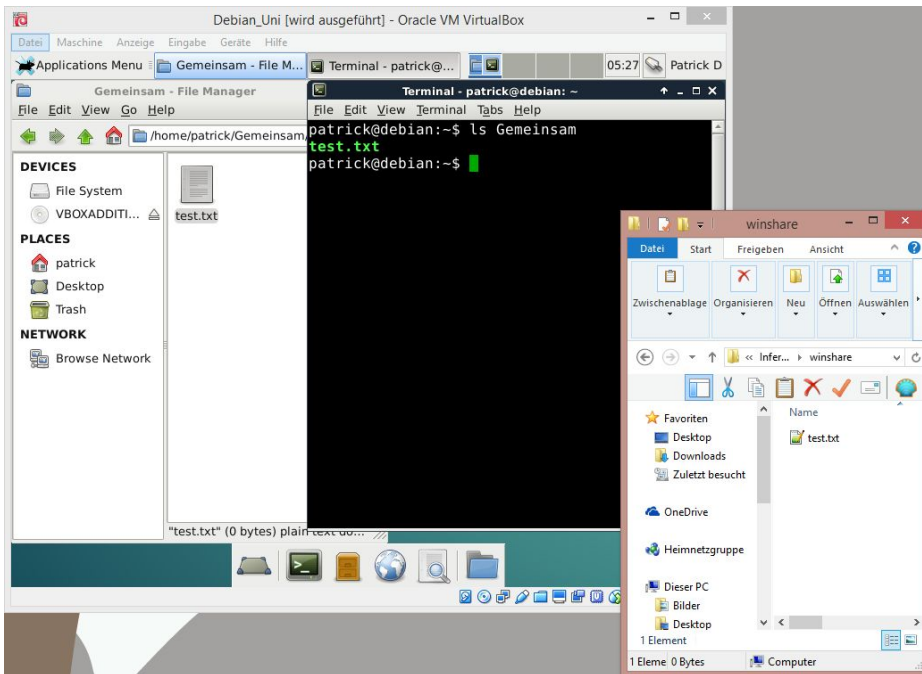 Debian_Uni [wird ausgeführt] - Oracle VM VirtualBox
Datei Maschine Anzeige Eingabe Geräte Hilfe
Applications Menu Gemeinsam - File M... Terminal - patrick@... 05:27 Patrick D
Gemeinsam - File Manager
File Edit View Go Help
/home/patrick/Gemeinsam/
DEVICES
File System
VBOXADDITI...
PLACES
patrick
Desktop
Trash
NETWORK
Browse Network
test.txt
"test.txt" (0 bytes) plain text do...
Terminal - patrick@debian: ~
File Edit View Terminal Tabs Help
patrick@debian:~$ ls Gemeinsam
test.txt
patrick@debian:~$
winshare
Datei Start Freigeben Ansicht
Zwischenablage Organisieren Neu Öffnen Auswählen
« Infer... winshare
Favoriten
Desktop
Downloads
Zuletzt besucht
OneDrive
Heimnetzgruppe
Dieser PC
Bilder
Desktop
Name
test.txt
1 Element
1 Eleme 0 Bytes Computer